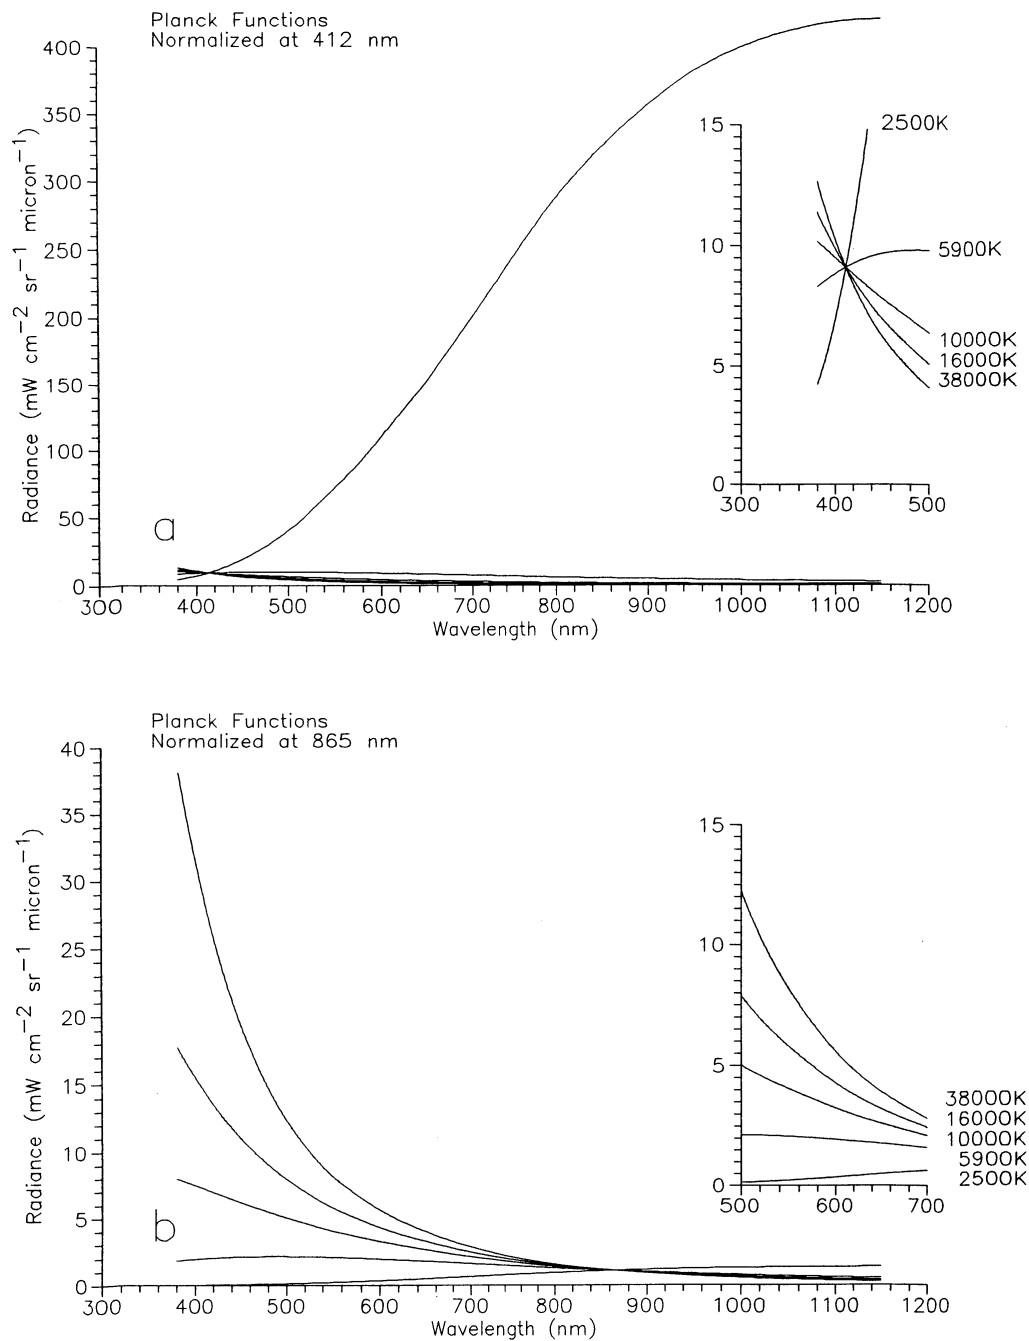 Planck Functions
Normalized at 412 nm
400
350
300
250
200
150
100
50
0
Radiance (mW cm−2 sr−1 micron−1)
a
300 400 500 600 700 800 900 1000 1100 1200
Wavelength (nm)
15
10
5
0
300 400 500
2500K
5900K
10000K
16000K
38000K
Planck Functions
Normalized at 865 nm
40
35
30
25
20
15
10
5
0
Radiance (mW cm−2 sr−1 micron−1)
b
300 400 500 600 700 800 900 1000 1100 1200
Wavelength (nm)
15
10
5
0
500 600 700
38000K
16000K
10000K
5900K
2500K